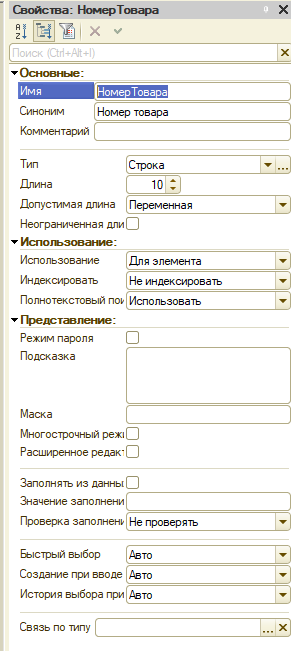 Свойства: НомерТовара
Поиск (Ctrl+Alt+I)
Основные:
Имя НомерТовара
Синоним Номер товара
Комментарий
Тип Строка
Длина 10
Допустимая длина Переменная
Неограниченная дли
Использование:
Использование Для элемента
Индексировать Не индексировать
Полнотекстовый пои Использовать
Представление:
Режим пароля
Подсказка
Маска
Многострочный режи
Расширенное редакт
Заполнять из данны
Значение заполнени
Проверка заполнени Не проверять
Быстрый выбор Авто
Создание при вводе Авто
История выбора при Авто
Связь по типу